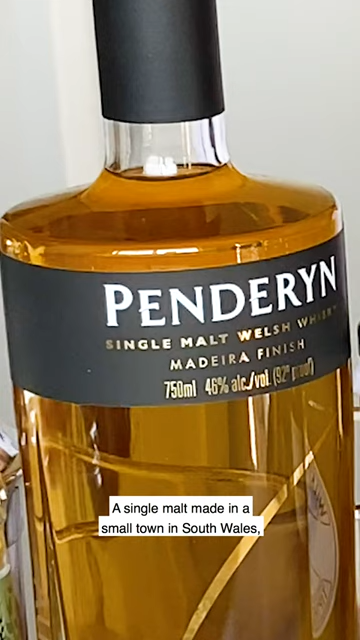 PENDERYN
SINGLE MALT WELSH WHISKY
MADEIRA FINISH
750ml 46% alc./vol. (92° proof)
A single malt made in a
small town in South Wales,